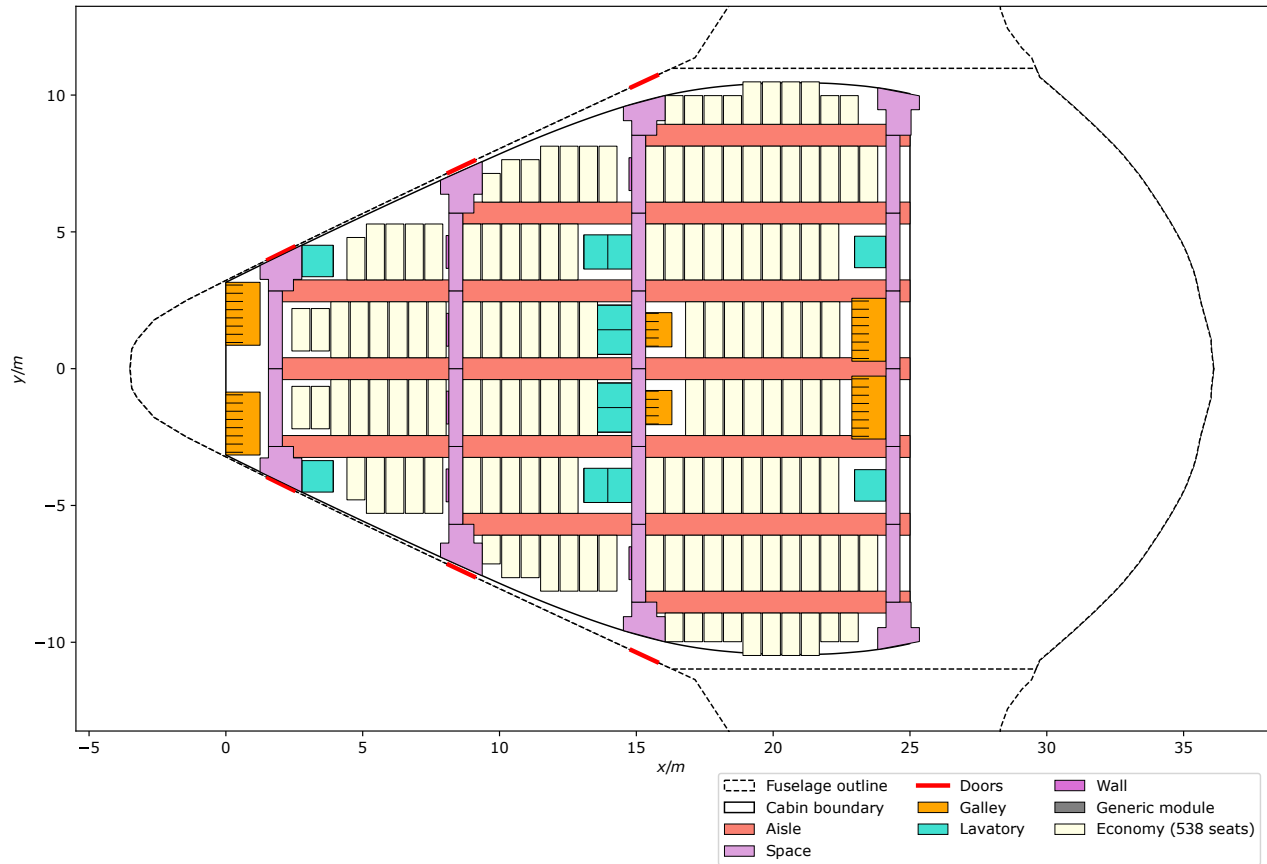 10
5
0
−5
−10
y/m
−5
0
5
10
15
20
25
30
35
x/m
Fuselage outline
Cabin boundary
Aisle
Space
Doors
Galley
Lavatory
Wall
Generic module
Economy (538 seats)